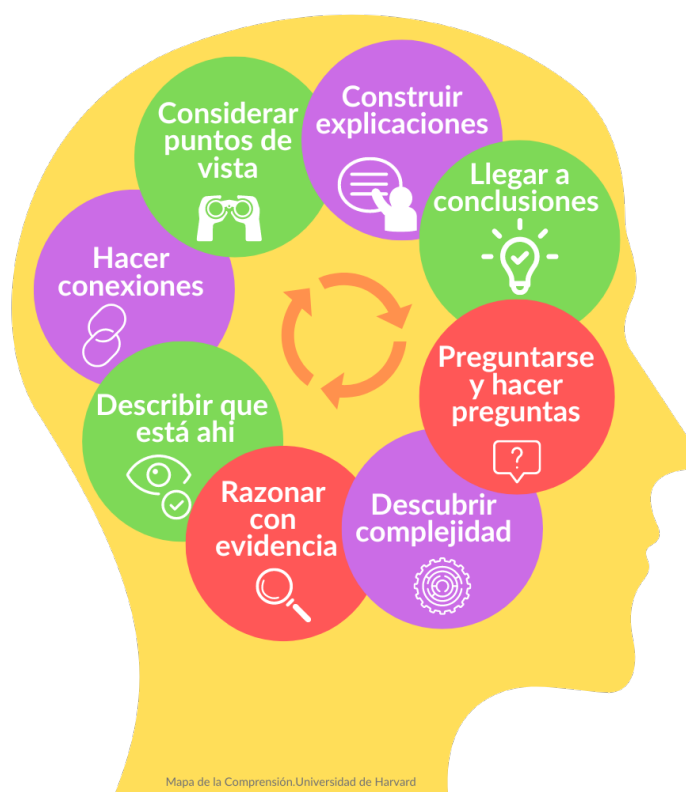 Considerar
puntos de
vista
Construir
explicaciones
Llegar a
conclusiones
Hacer
conexiones
Preguntarse
y hacer
preguntas
?
Describir que
está ahi
Razonar
con
evidencia
Descubrir
complejidad
Mapa de la Comprensión.Universidad de Harvard